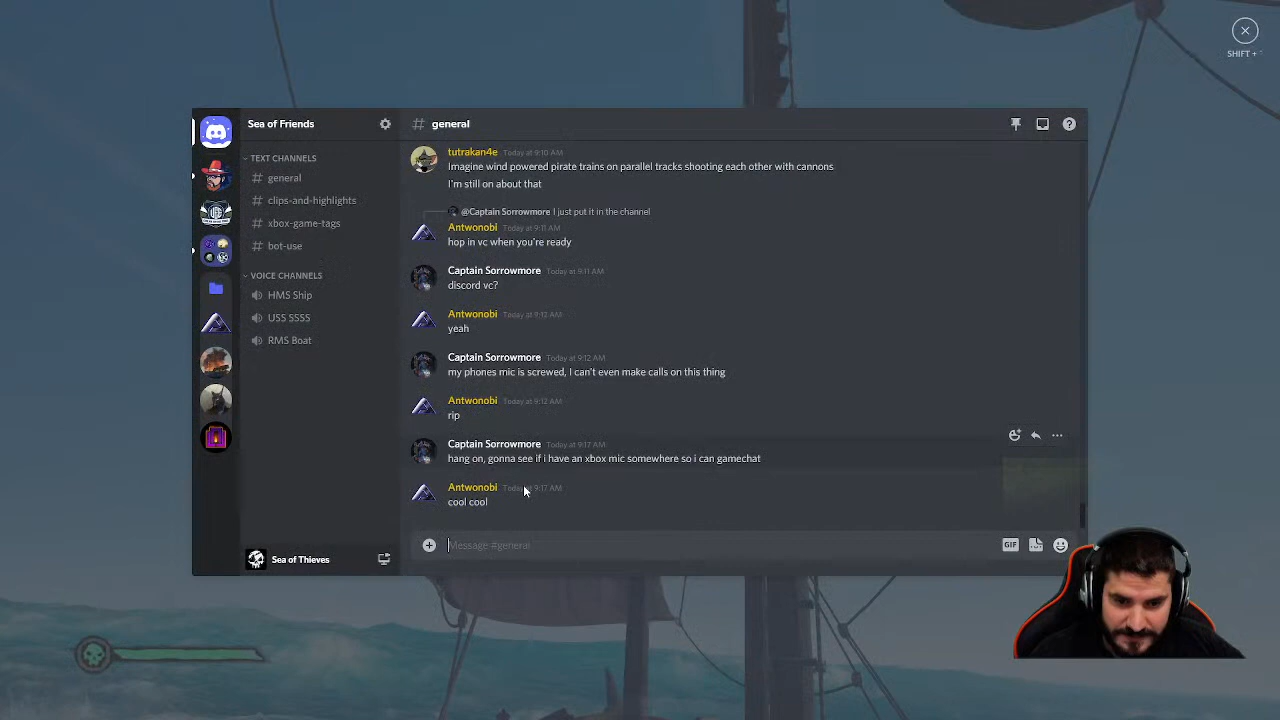 SHIFT + `
Sea of Friends
# general
TEXT CHANNELS
# general
# clips-and-highlights
# xbox-game-tags
# bot-use
VOICE CHANNELS
HMS Ship
USS SSSS
RMS Boat
Sea of Thieves
tutrakan4e Today at 9:10 AM
Imagine wind powered pirate trains on parallel tracks shooting each other with cannons
I'm still on about that
@Captain Sorrowmore I just put it in the channel
Antwonobi Today at 9:11 AM
hop in vc when you're ready
Captain Sorrowmore Today at 9:11 AM
discord vc?
Antwonobi Today at 9:12 AM
yeah
Captain Sorrowmore Today at 9:12 AM
my phones mic is screwed, I can't even make calls on this thing
Antwonobi Today at 9:12 AM
rip
Captain Sorrowmore Today at 9:17 AM
hang on, gonna see if i have an xbox mic somewhere so i can gamechat
Antwonobi Today at 9:17 AM
cool cool
Message #general
GIF